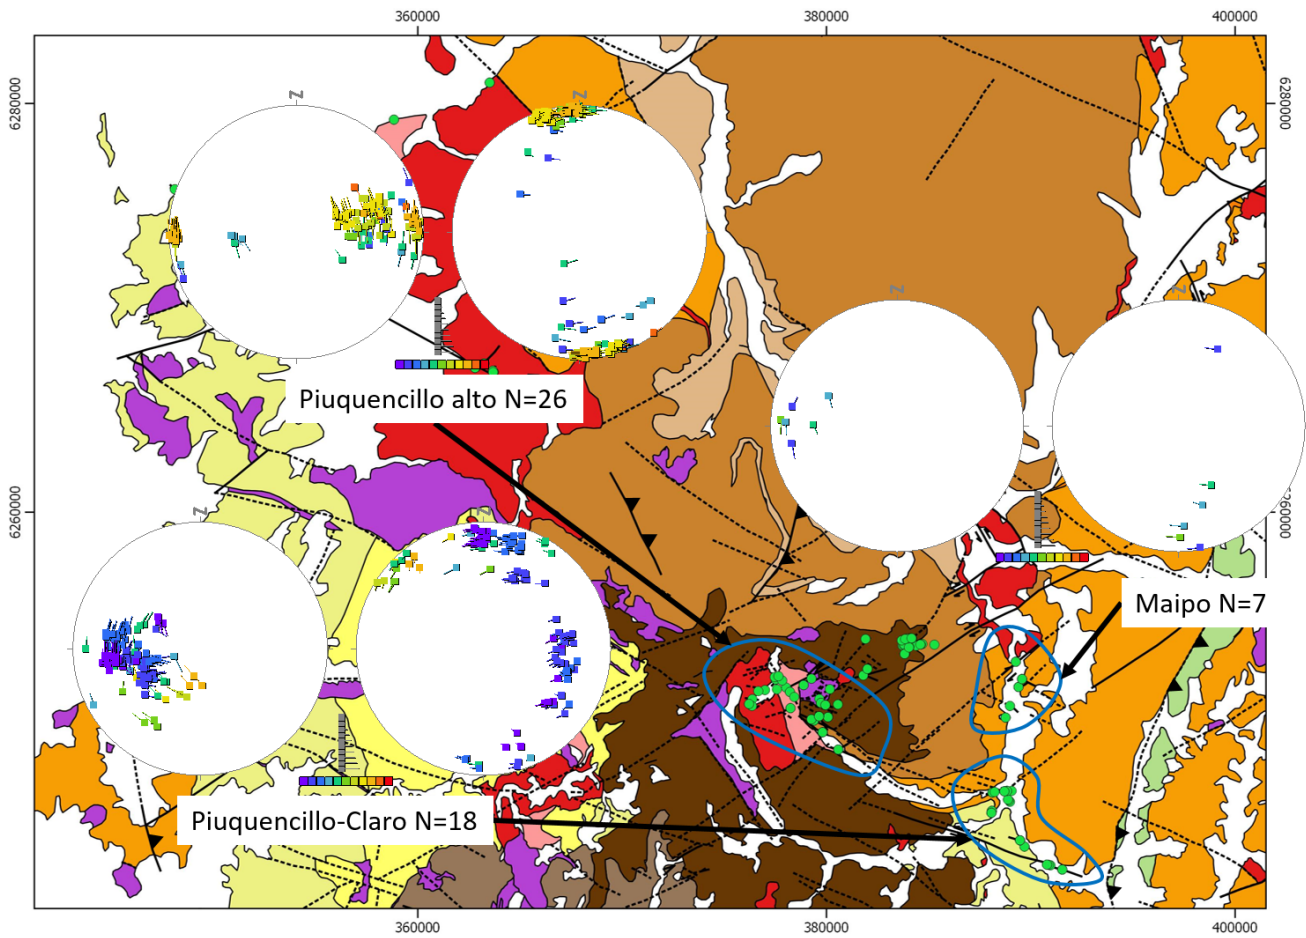 360000
380000
400000
6280000
6280000
N
N
Piuquencillo alto N=26
N
N
6260000
6260000
N
N
Maipo N=7
Piuquencillo-Claro N=18
360000
380000
400000